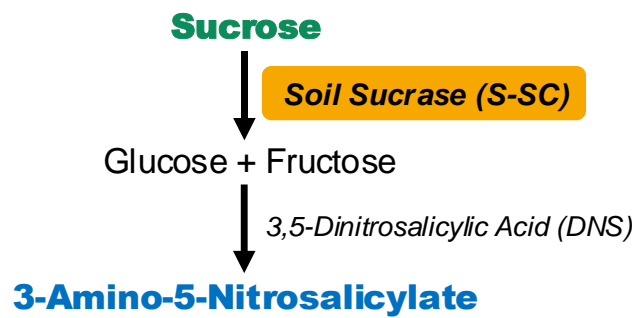 Sucrose
Soil Sucrase (S-SC)
Glucose + Fructose
3,5-Dinitrosalicylic Acid (DNS)
3-Amino-5-Nitrosalicylate